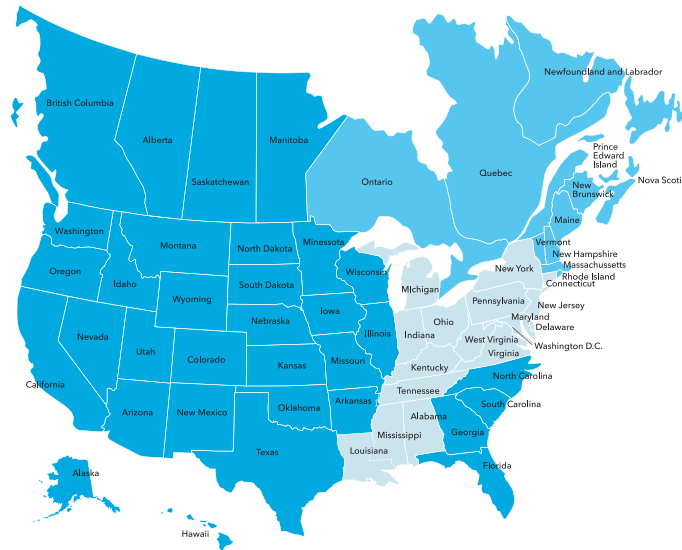 Newfoundland and Labrador
British Columbia
Alberta
Manitoba
Prince
Edward
Island
Quebec
Nova Scoti
Saskatchewan
Ontario
New
Brunswick
Maine
Washington
Montana
North Dakota
Minnesota
Vermont
New Hampshire
Massachussetts
Oregon
Idaho
Wisconsin
New York
Rhode Island
Connecticut
South Dakota
Michigan
Wyoming
Pennsylvania
New Jersey
Nebraska
Iowa
Ohio
Maryland
Delaware
Nevada
Illinois
Indiana
West Virginia
Washington D.C.
Utah
Colorado
Kansas
Missouri
Virginia
Kentucky
California
North Carolina
Tennessee
Arizona
New Mexico
Oklahoma
Arkansas
South Carolina
Alabama
Georgia
Mississippi
Texas
Louisiana
Florida
Alaska
Hawaii